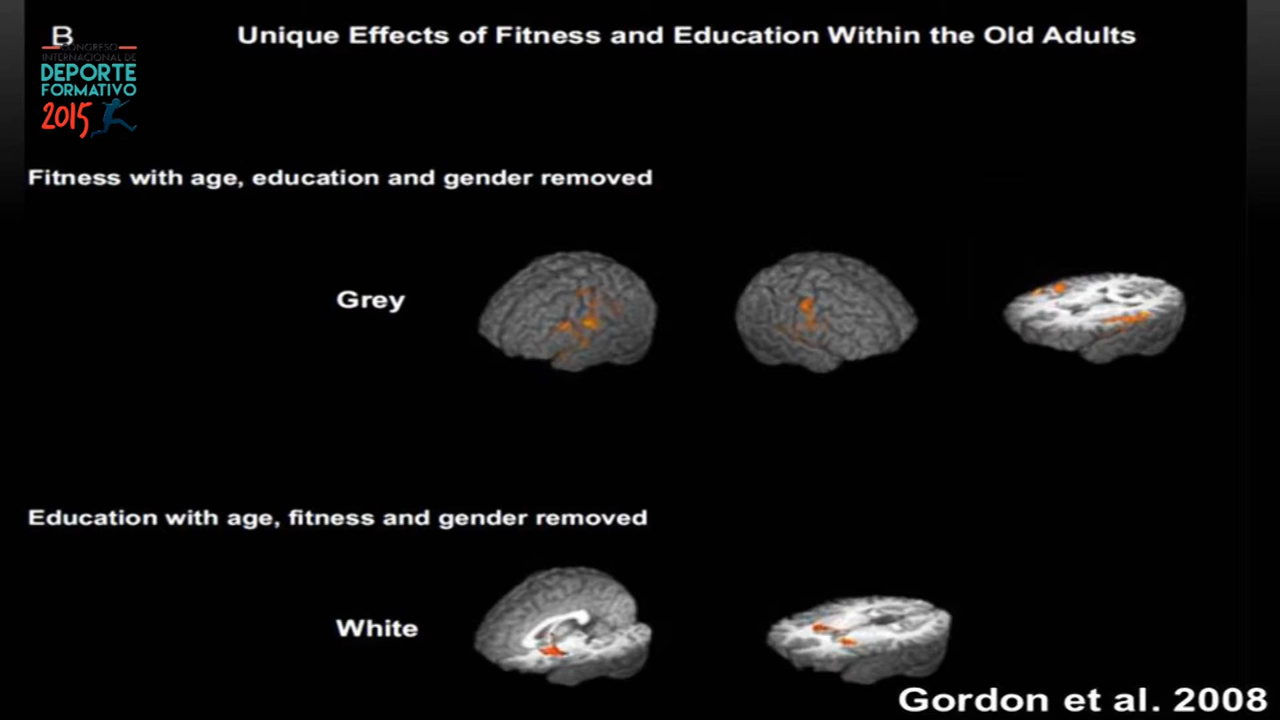 B
Unique Effects of Fitness and Education Within the Old Adults
CONGRESO
INTERNACIONAL DE
DEPORTE
FORMATIVO
2015
Fitness with age, education and gender removed
Grey
Education with age, fitness and gender removed
White
Gordon et al. 2008